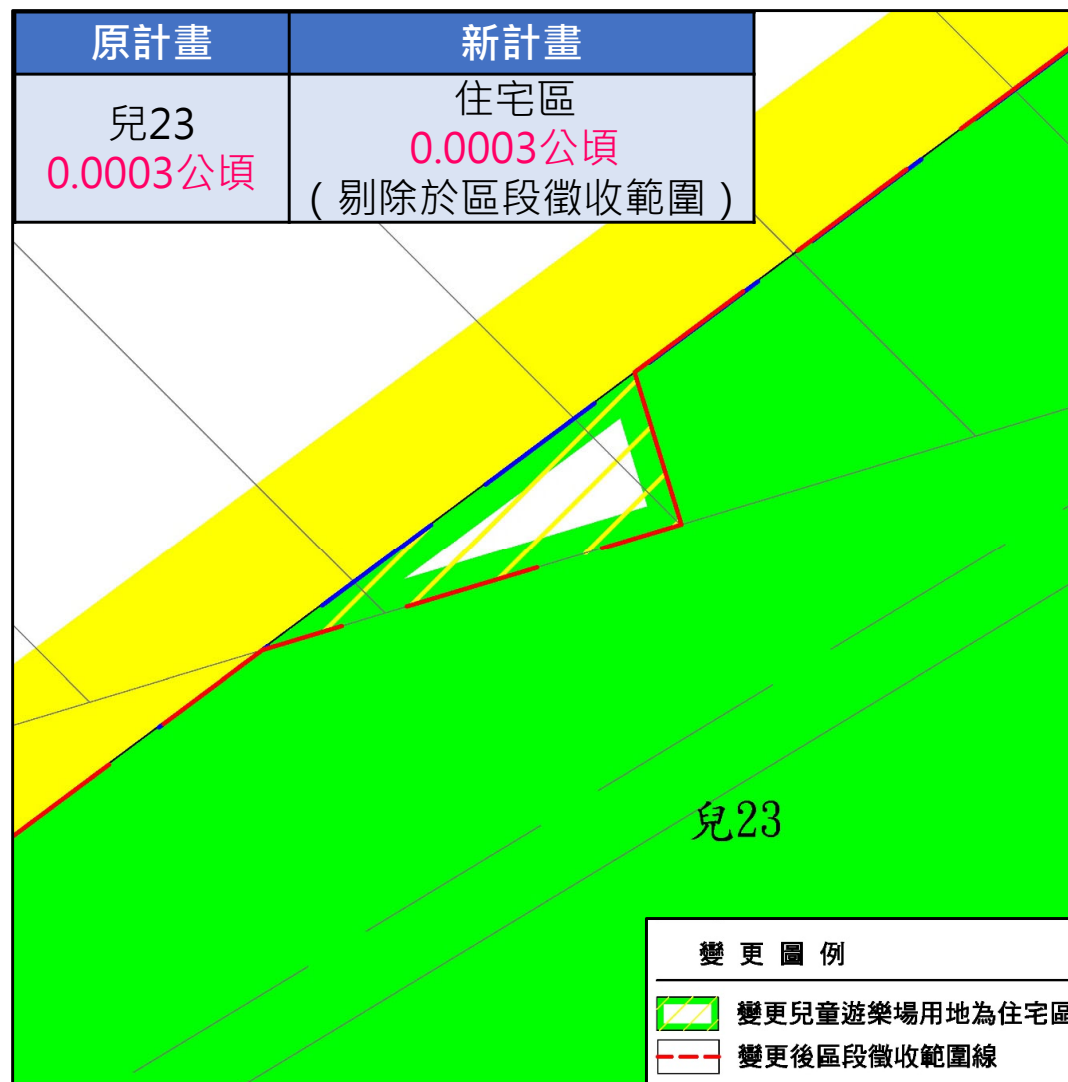 原計畫
新計畫
兒23
0.0003公頃
住宅區
0.0003公頃
(剔除於區段徵收範圍)
兒23
變更圖例
變更兒童遊樂場用地為住宅區
變更後區段徵收範圍線